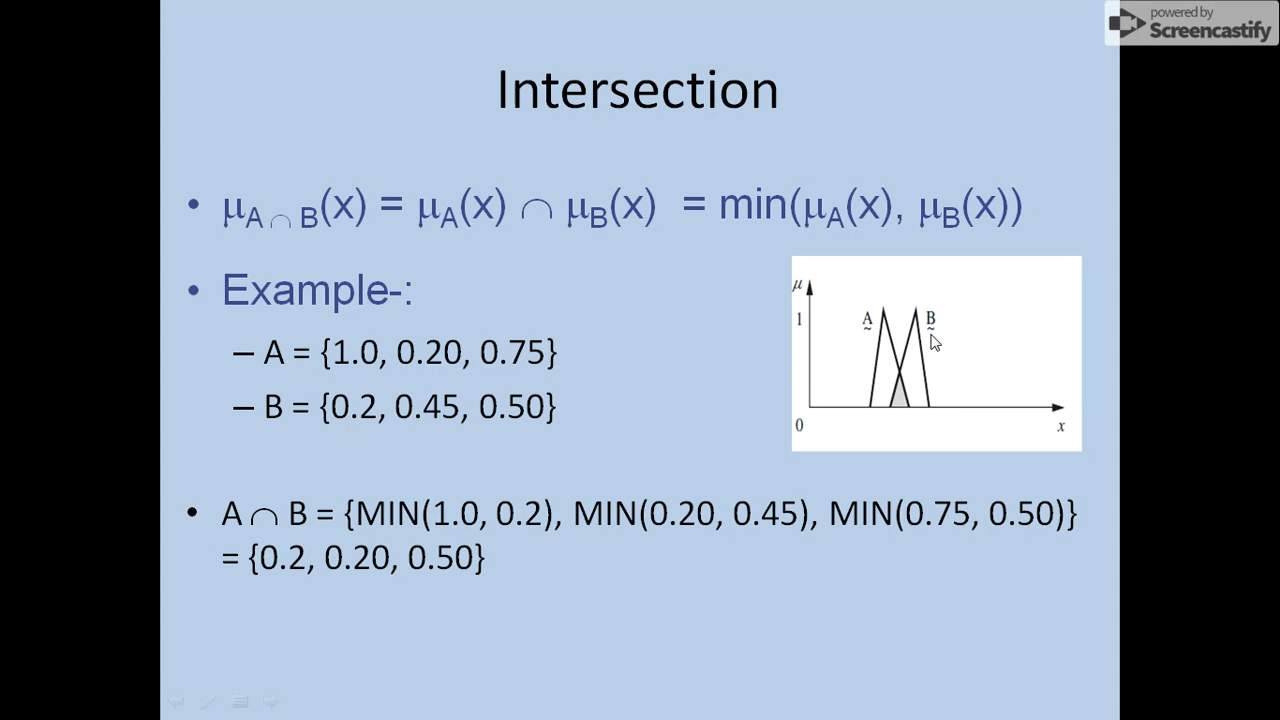 powered by
Screencastify
Intersection
• μA ∩ B(x) = μA(x) ∩ μB(x) = min(μA(x), μB(x))
• Example-:
– A = {1.0, 0.20, 0.75}
– B = {0.2, 0.45, 0.50}
μ
1
A
B
0
x
• A ∩ B = {MIN(1.0, 0.2), MIN(0.20, 0.45), MIN(0.75, 0.50)}
= {0.2, 0.20, 0.50}